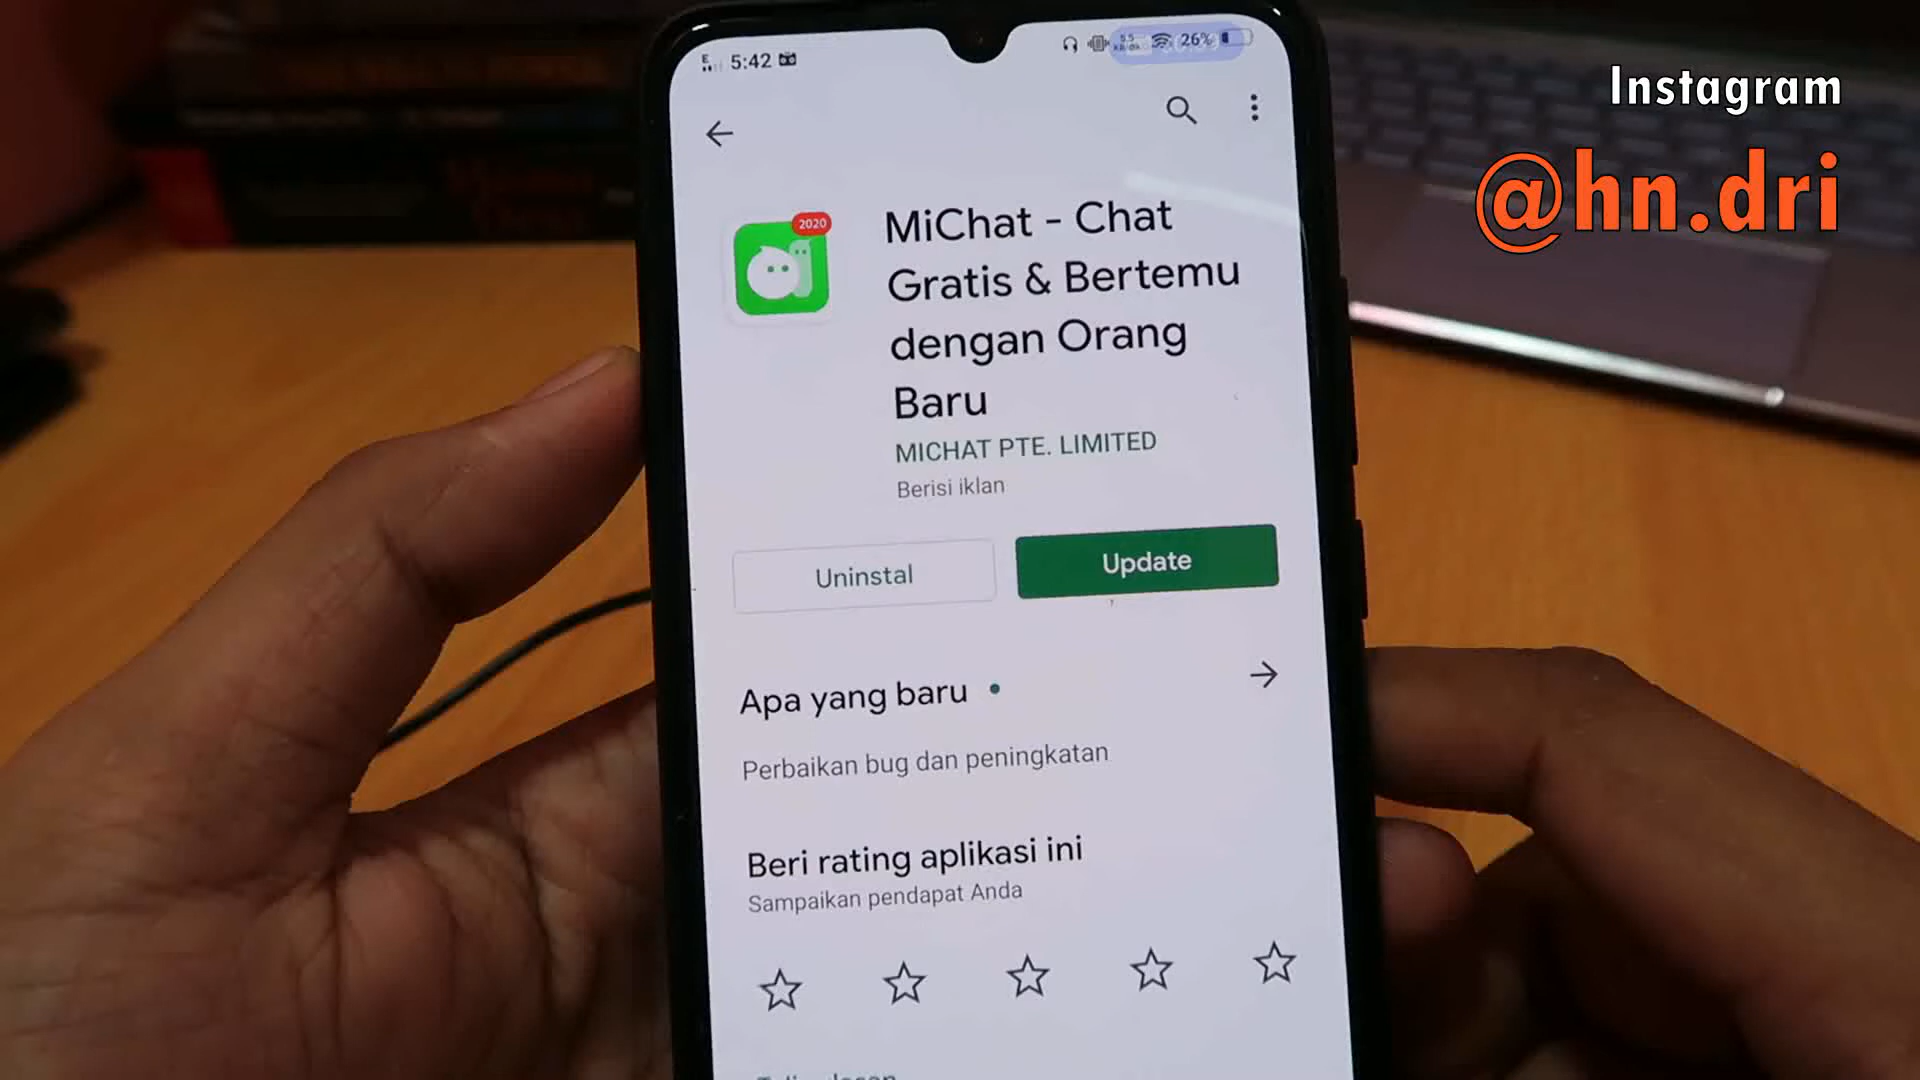 Instagram
@hn.dri
5:42
26%
2020
MiChat - Chat
Gratis & Bertemu
dengan Orang
Baru
MICHAT PTE. LIMITED
Berisi iklan
Uninstal
Update
Apa yang baru
Perbaikan bug dan peningkatan
Beri rating aplikasi ini
Sampaikan pendapat Anda